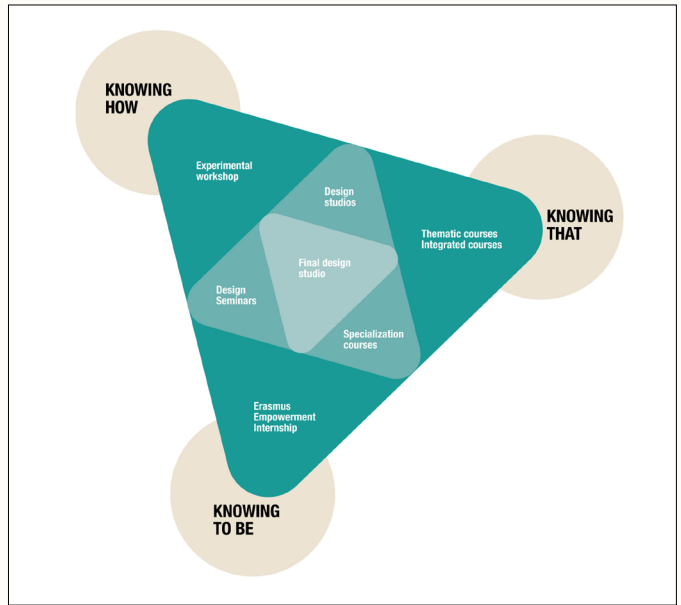 KNOWING
HOW
Experimental
workshop
Design
studios
KNOWING
THAT
Thematic courses
Integrated courses
Final design
studio
Design
Seminars
Specialization
courses
Erasmus
Empowerment
Internship
KNOWING
TO BE